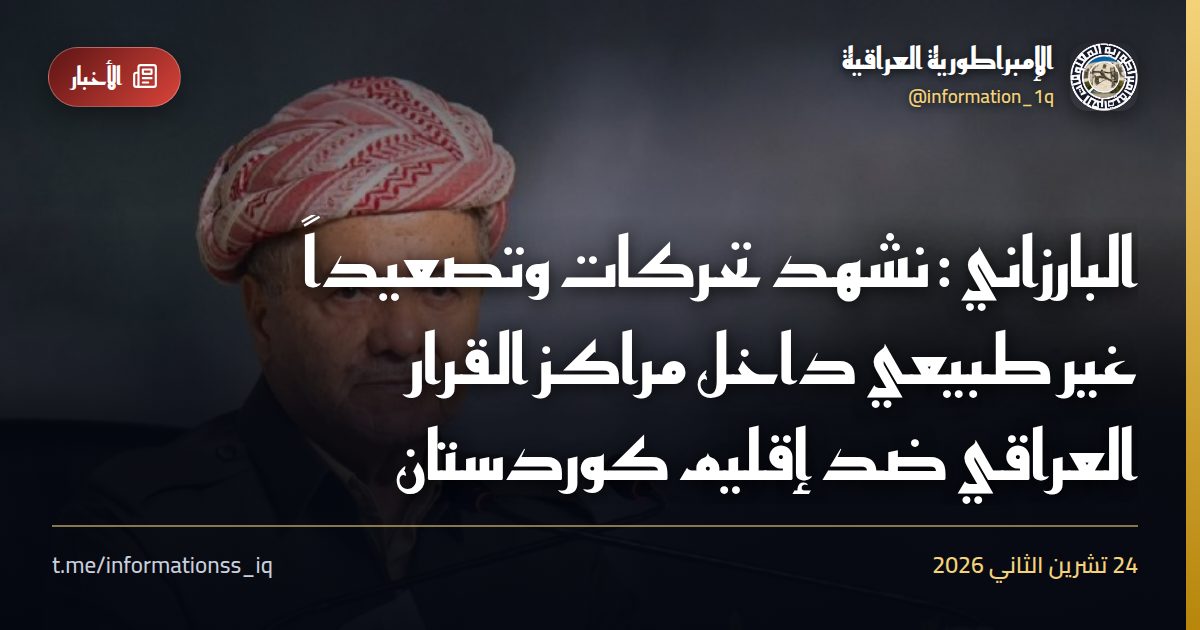 الإمبراطورية العراقية
@information_1q
الأخبار
البارزاني : نشهد تحركات وتصعيداً
غير طبيعي داخل مراكز القرار
العراقي ضد إقليم كوردستان
24 تشرين الثاني 2026
t.me/informationss_iq